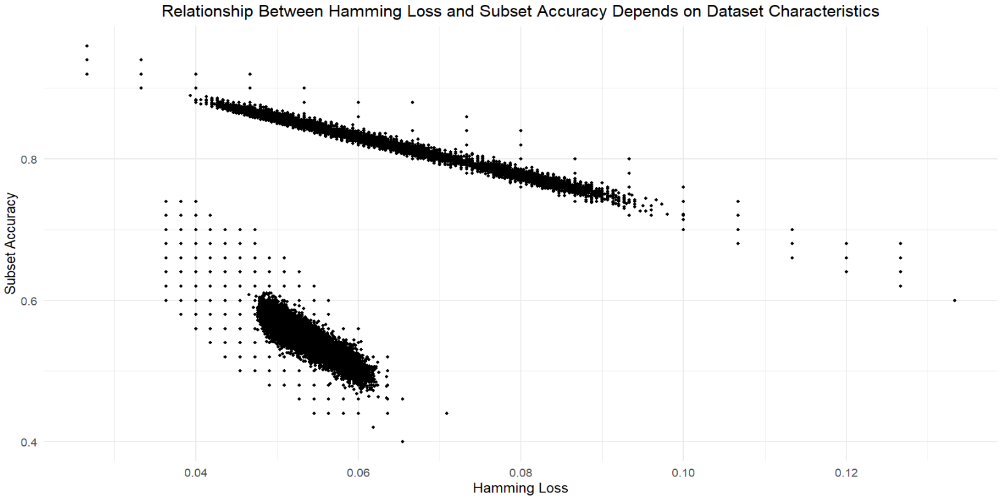 Relationship Between Hamming Loss and Subset Accuracy Depends on Dataset Characteristics
Subset Accuracy
0.8
0.6
0.4
0.04 0.06 0.08 0.10 0.12
Hamming Loss